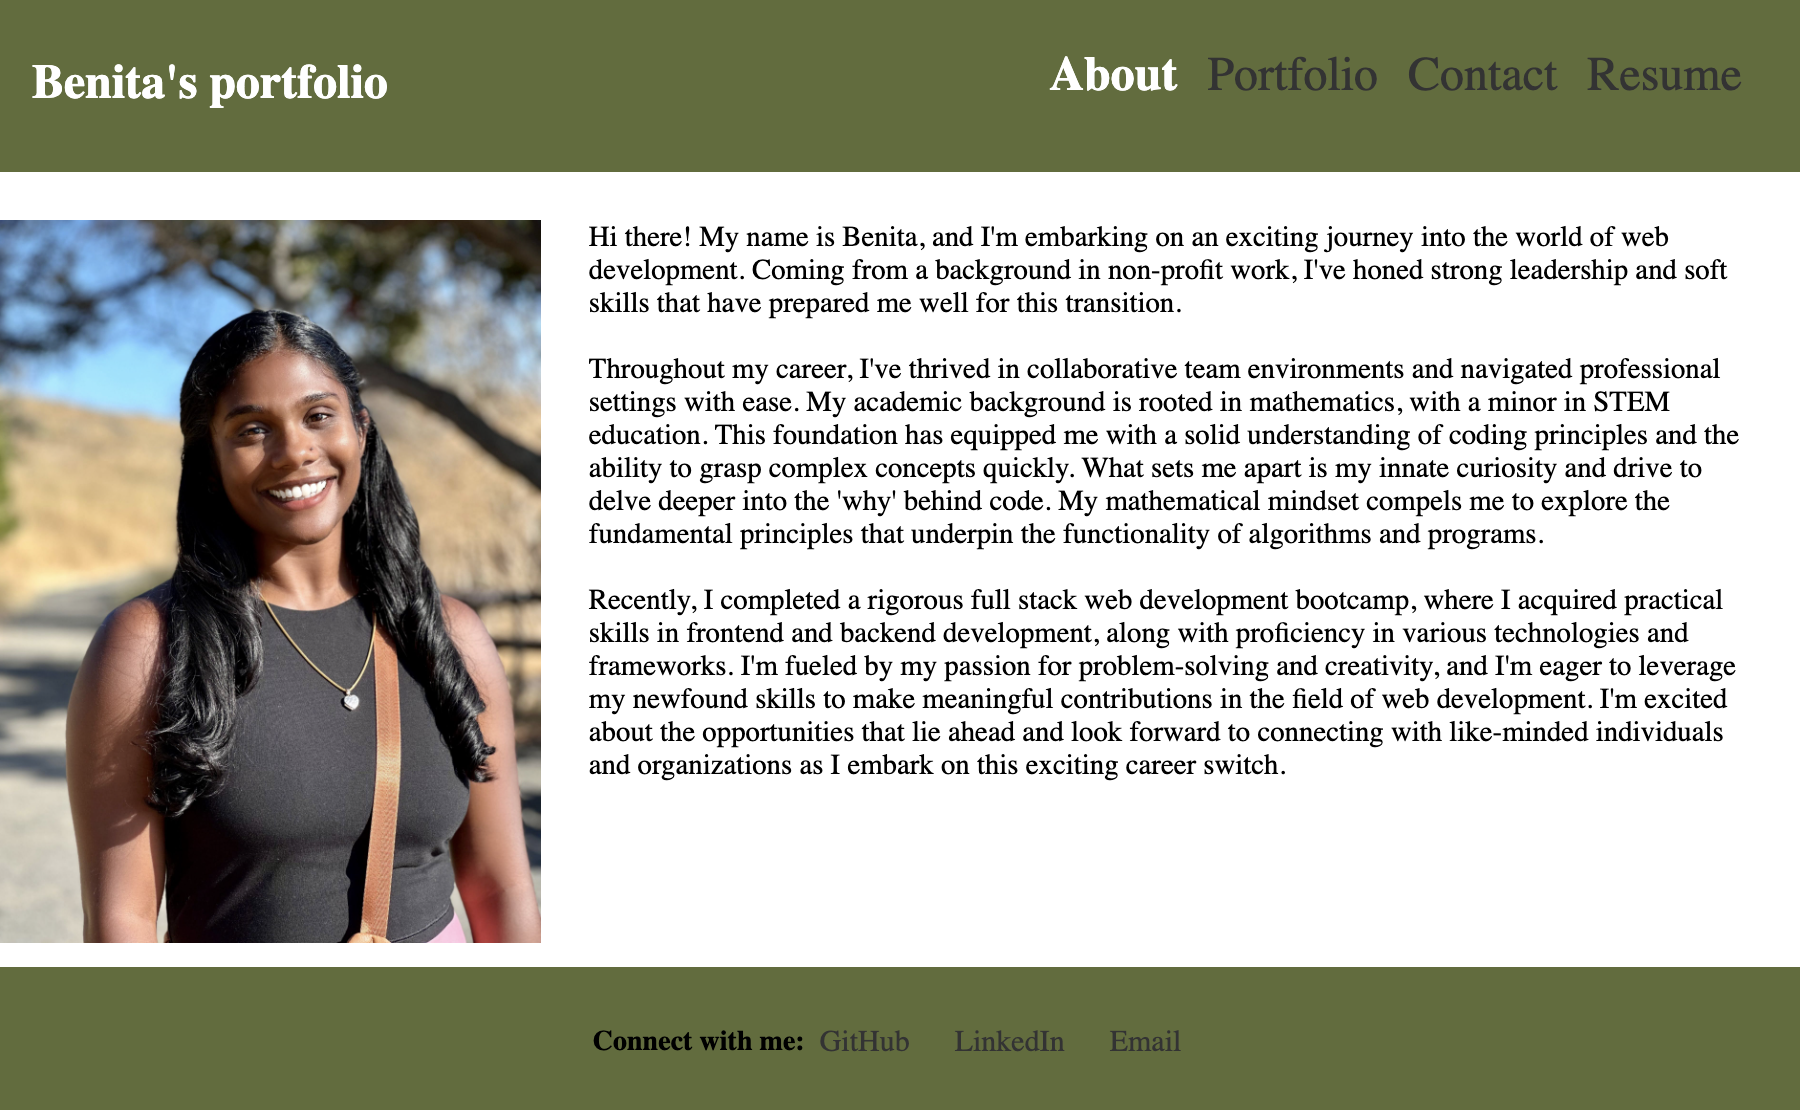 Benita's portfolio
About Portfolio Contact Resume
Hi there! My name is Benita, and I'm embarking on an exciting journey into the world of web
development. Coming from a background in non-profit work, I've honed strong leadership and soft
skills that have prepared me well for this transition.
Throughout my career, I've thrived in collaborative team environments and navigated professional
settings with ease. My academic background is rooted in mathematics, with a minor in STEM
education. This foundation has equipped me with a solid understanding of coding principles and the
ability to grasp complex concepts quickly. What sets me apart is my innate curiosity and drive to
delve deeper into the 'why' behind code. My mathematical mindset compels me to explore the
fundamental principles that underpin the functionality of algorithms and programs.
Recently, I completed a rigorous full stack web development bootcamp, where I acquired practical
skills in frontend and backend development, along with proficiency in various technologies and
frameworks. I'm fueled by my passion for problem-solving and creativity, and I'm eager to leverage
my newfound skills to make meaningful contributions in the field of web development. I'm excited
about the opportunities that lie ahead and look forward to connecting with like-minded individuals
and organizations as I embark on this exciting career switch.
Connect with me: GitHub LinkedIn Email